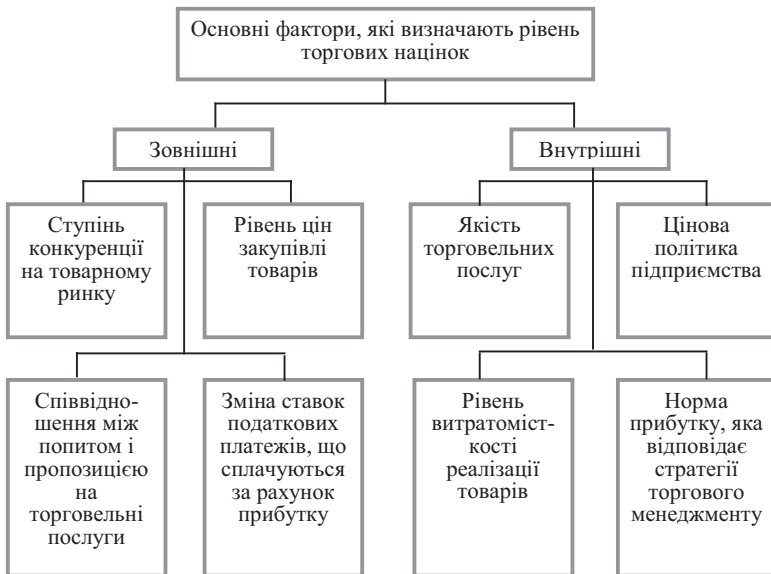 Основні фактори, які визначають рівень
торгових націнок
Зовнішні
Внутрішні
Ступінь
конкуренції
на товарному
ринку
Рівень цін
закупівлі
товарів
Якість
торговельних
послуг
Цінова
політика
підприємства
Співвідно-
шення між
попитом і
пропозицією
на
торговельні
послуги
Зміна ставок
податкових
платежів, що
сплачуються
за рахунок
прибутку
Рівень
витратоміст-
кості
реалізації
товарів
Норма
прибутку, яка
відповідає
стратегії
торгового
менеджменту